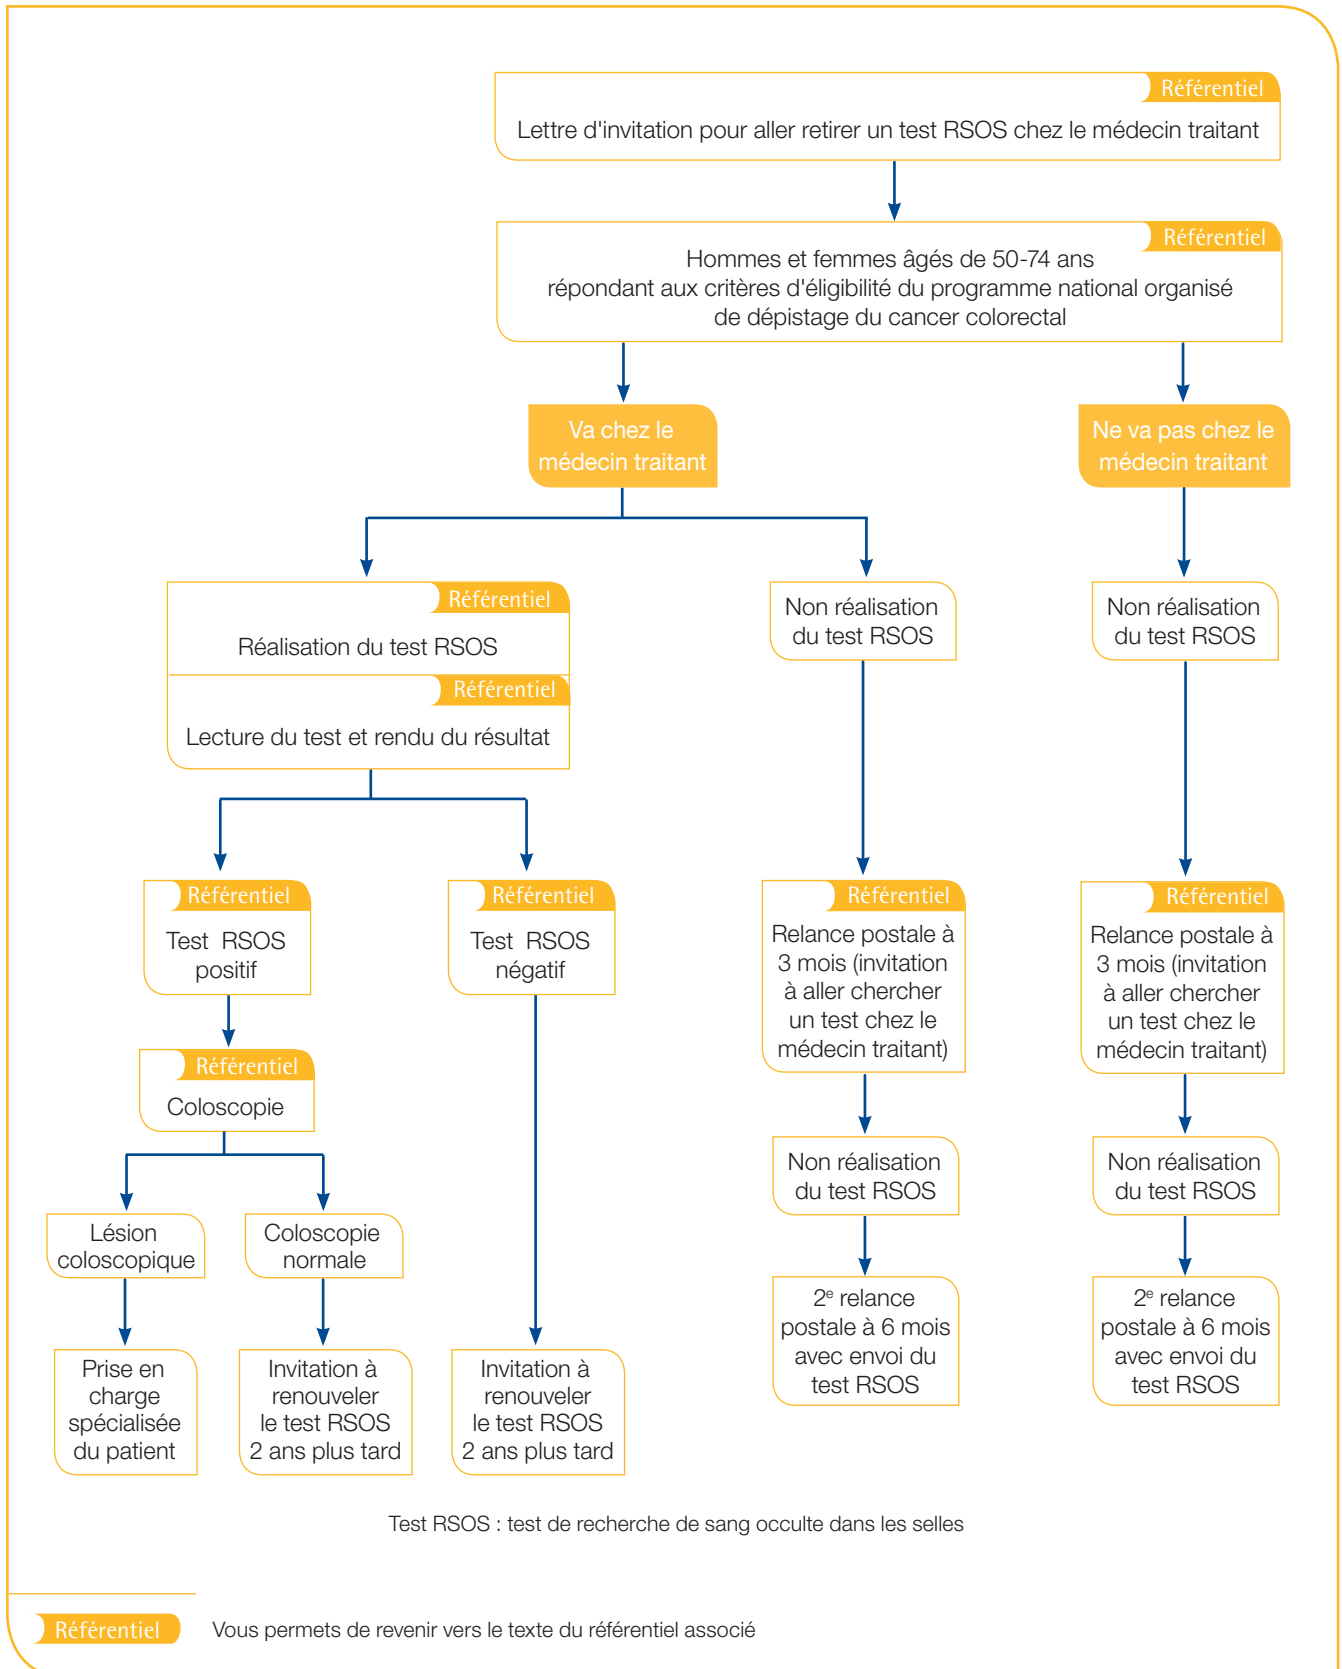 Référentiel
Lettre d'invitation pour aller retirer un test RSOS chez le médecin traitant
Référentiel
Hommes et femmes âgés de 50-74 ans
répondant aux critères d'éligibilité du programme national organisé
de dépistage du cancer colorectal
Va chez le
médecin traitant
Ne va pas chez le
médecin traitant
Référentiel
Réalisation du test RSOS
Référentiel
Lecture du test et rendu du résultat
Non réalisation
du test RSOS
Non réalisation
du test RSOS
Référentiel
Test RSOS
positif
Référentiel
Test RSOS
négatif
Référentiel
Relance postale à
3 mois (invitation
à aller chercher
un test chez le
médecin traitant)
Référentiel
Relance postale à
3 mois (invitation
à aller chercher
un test chez le
médecin traitant)
Référentiel
Coloscopie
Non réalisation
du test RSOS
Non réalisation
du test RSOS
Lésion
coloscopique
Coloscopie
normale
2e relance
postale à 6 mois
avec envoi du
test RSOS
2e relance
postale à 6 mois
avec envoi du
test RSOS
Prise en
charge
spécialisée
du patient
Invitation à
renouveler
le test RSOS
2 ans plus tard
Invitation à
renouveler
le test RSOS
2 ans plus tard
Test RSOS : test de recherche de sang occulte dans les selles
Référentiel
Vous permets de revenir vers le texte du référentiel associé